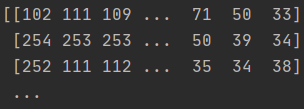 [[102 111 109 ...  71  50  33]
 [254 253 253 ...  50  39  34]
 [252 111 112 ...  35  34  38]
 ...